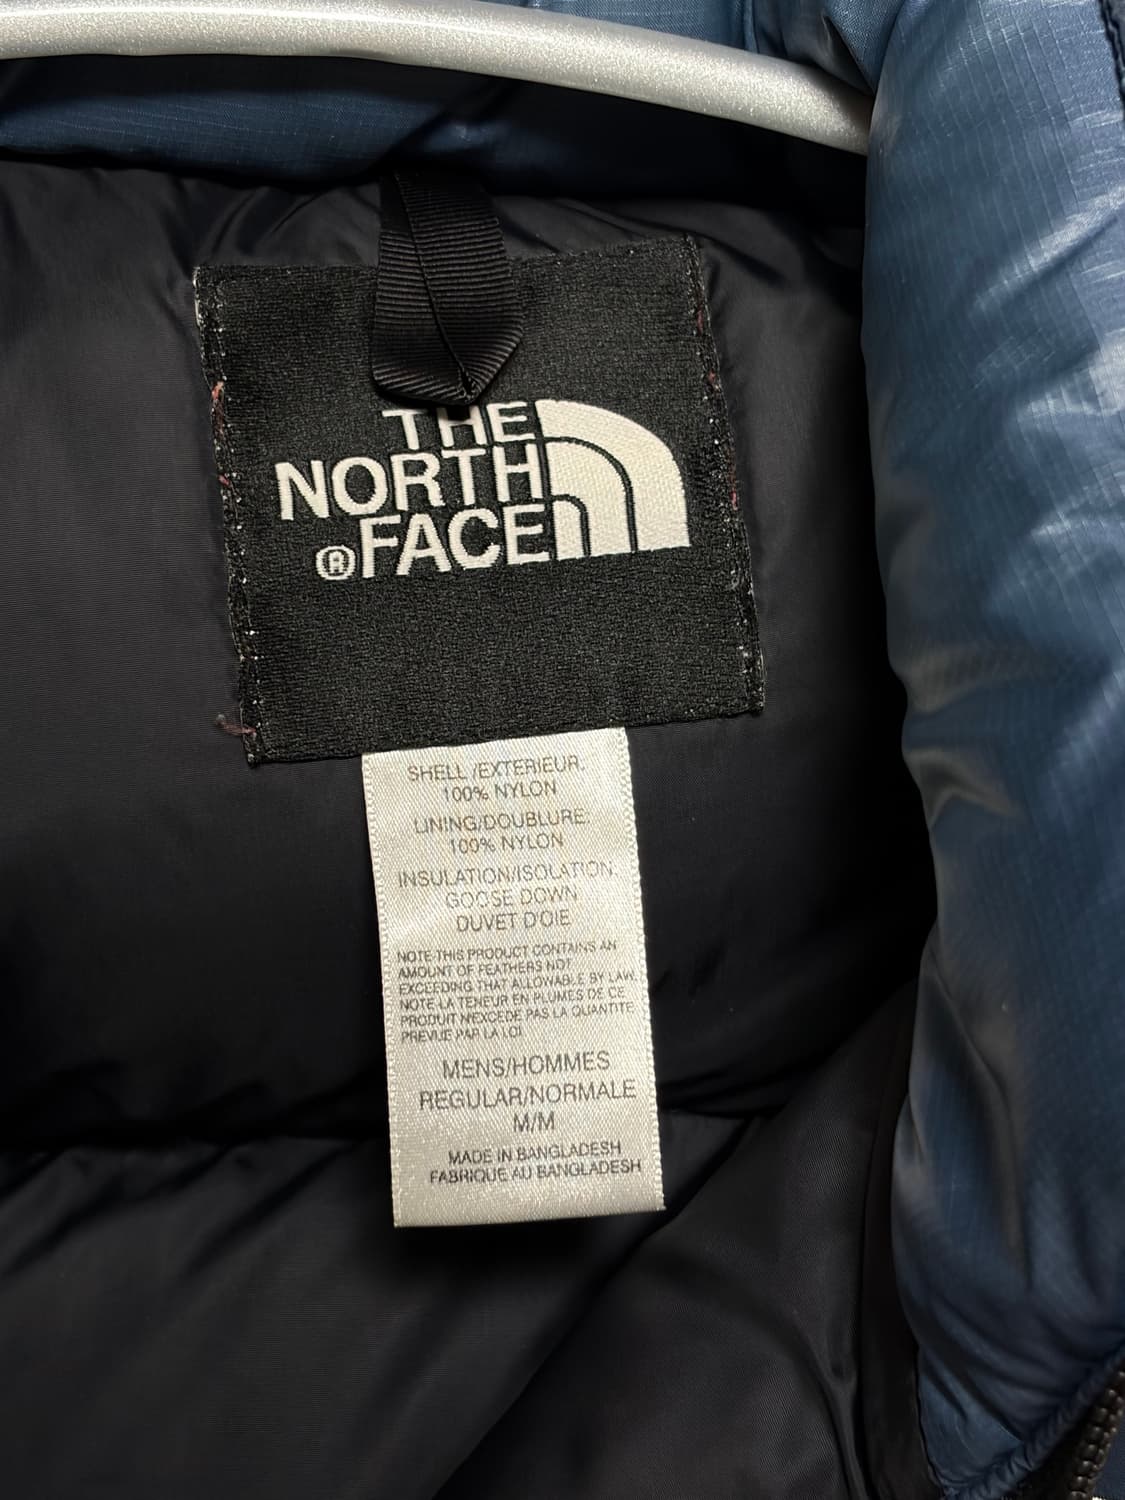 THE
NORTH
®FACE
SHELL /EXTERIEUR:
100% NYLON
LINING/DOUBLURE:
100% NYLON
INSULATION/ISOLATION:
GOOSE DOWN
DUVET D'OIE
NOTE:THIS PRODUCT CONTAINS AN
AMOUNT OF FEATHERS NOT
EXCEEDING THAT ALLOWABLE BY LAW.
NOTE LA TENEUR EN PLUMES DE CE
PRODUIT N'EXCEDE PAS LA QUANTITE
PREVUE PAR LA LOI.
MENS/HOMMES
REGULAR/NORMALE
M/M
MADE IN BANGLADESH
FABRIQUE AU BANGLADESH